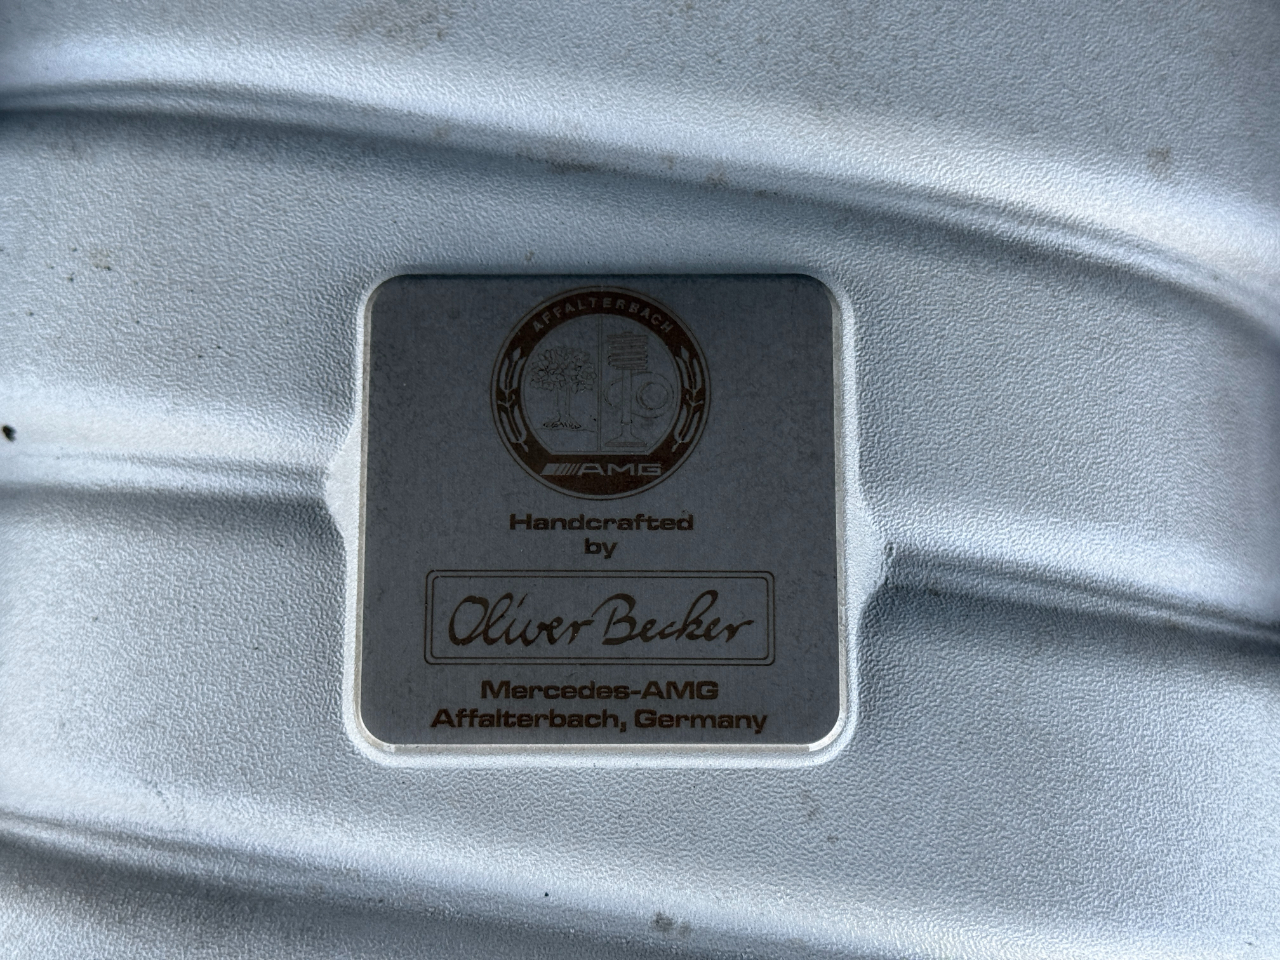 AFFALTERBACH
AMG
Handcrafted
by
Oliver Becker
Mercedes-AMG
Affalterbach, Germany